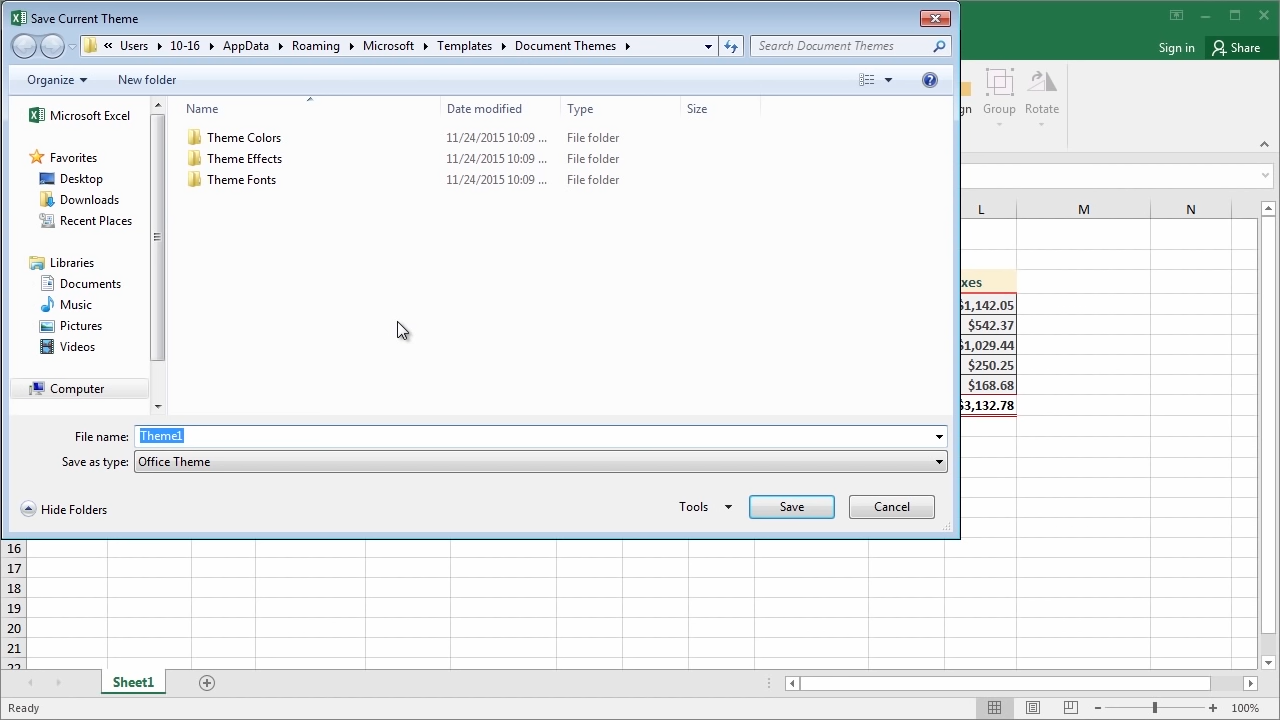 Save Current Theme
« Users 10-16 AppData Roaming Microsoft Templates Document Themes
Search Document Themes
Sign in
Share
Organize
New folder
Group
Rotate
Microsoft Excel
Favorites
Desktop
Downloads
Recent Places
Libraries
Documents
Music
Pictures
Videos
Computer
Name Date modified Type Size
Theme Colors 11/24/2015 10:09 ... File folder
Theme Effects 11/24/2015 10:09 ... File folder
Theme Fonts 11/24/2015 10:09 ... File folder
File name: Theme1
Save as type: Office Theme
Hide Folders
Tools
Save
Cancel
L M N
xes
$1,142.05
$542.37
$1,029.44
$250.25
$168.68
$3,132.78
16
17
18
19
20
21
22
Sheet1
Ready
100%